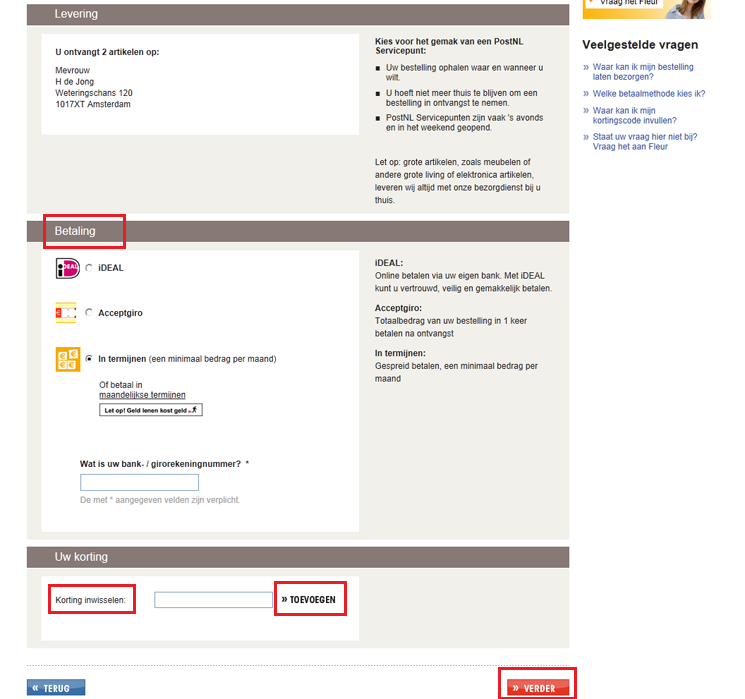 Levering
U ontvangt 2 artikelen op:
Mevrouw
H de Jong
Weteringschans 120
1017XT Amsterdam
Kies voor het gemak van een PostNL
Servicepunt:
Uw bestelling ophalen waar en wanneer u
wilt.
U hoeft niet meer thuis te blijven om een
bestelling in ontvangst te nemen.
PostNL Servicepunten zijn vaak 's avonds
en in het weekend geopend.
Let op: grote artikelen, zoals meubelen of
andere grote living of elektronica artikelen,
leveren wij altijd met onze bezorgdienst bij u
thuis.
Vraag het Fleur
Veelgestelde vragen
» Waar kan ik mijn bestelling
laten bezorgen?
» Welke betaalmethode kies ik?
» Waar kan ik mijn
kortingscode invullen?
» Staat uw vraag hier niet bij?
Vraag het aan Fleur
Betaling
iDEAL
iDEAL
Acceptgiro
In termijnen (een minimaal bedrag per maand)
Of betaal in
maandelijkse termijnen
Let op! Geld lenen kost geld
Wat is uw bank- / girorekeningnummer? *
De met * aangegeven velden zijn verplicht.
iDEAL:
Online betalen via uw eigen bank. Met iDEAL
kunt u vertrouwd, veilig en gemakkelijk betalen.
Acceptgiro:
Totaalbedrag van uw bestelling in 1 keer
betalen na ontvangst
In termijnen:
Gespreid betalen, een minimaal bedrag per
maand
Uw korting
Korting inwisselen:
» TOEVOEGEN
« TERUG
» VERDER